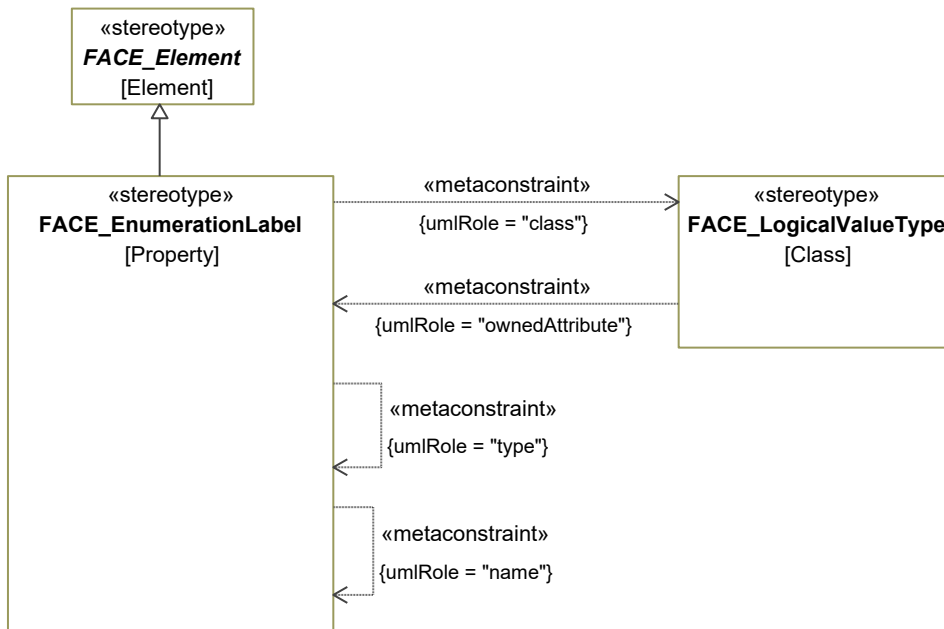 «stereotype»
FACE_Element
[Element]
«stereotype»
FACE_EnumerationLabel
[Property]
«metaconstraint»
{umlRole = "class"}
«stereotype»
FACE_LogicalValueType
[Class]
«metaconstraint»
{umlRole = "ownedAttribute"}
«metaconstraint»
{umlRole = "type"}
«metaconstraint»
{umlRole = "name"}